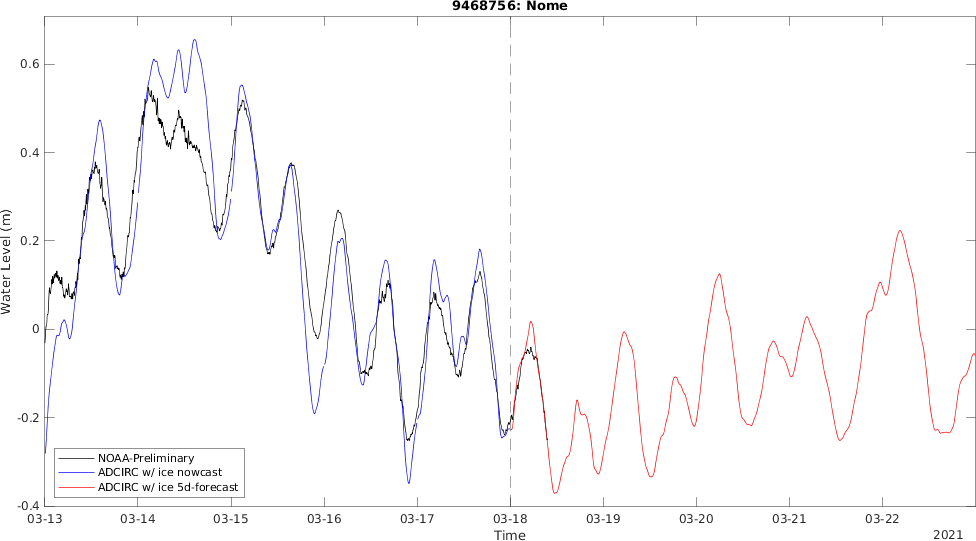 9468756: Nome
Water Level (m)
0.6
0.4
0.2
0
-0.2
-0.4
NOAA-Preliminary
ADCIRC w/ ice nowcast
ADCIRC w/ ice 5d-forecast
03-13 03-14 03-15 03-16 03-17 03-18 03-19 03-20 03-21 03-22
Time
2021